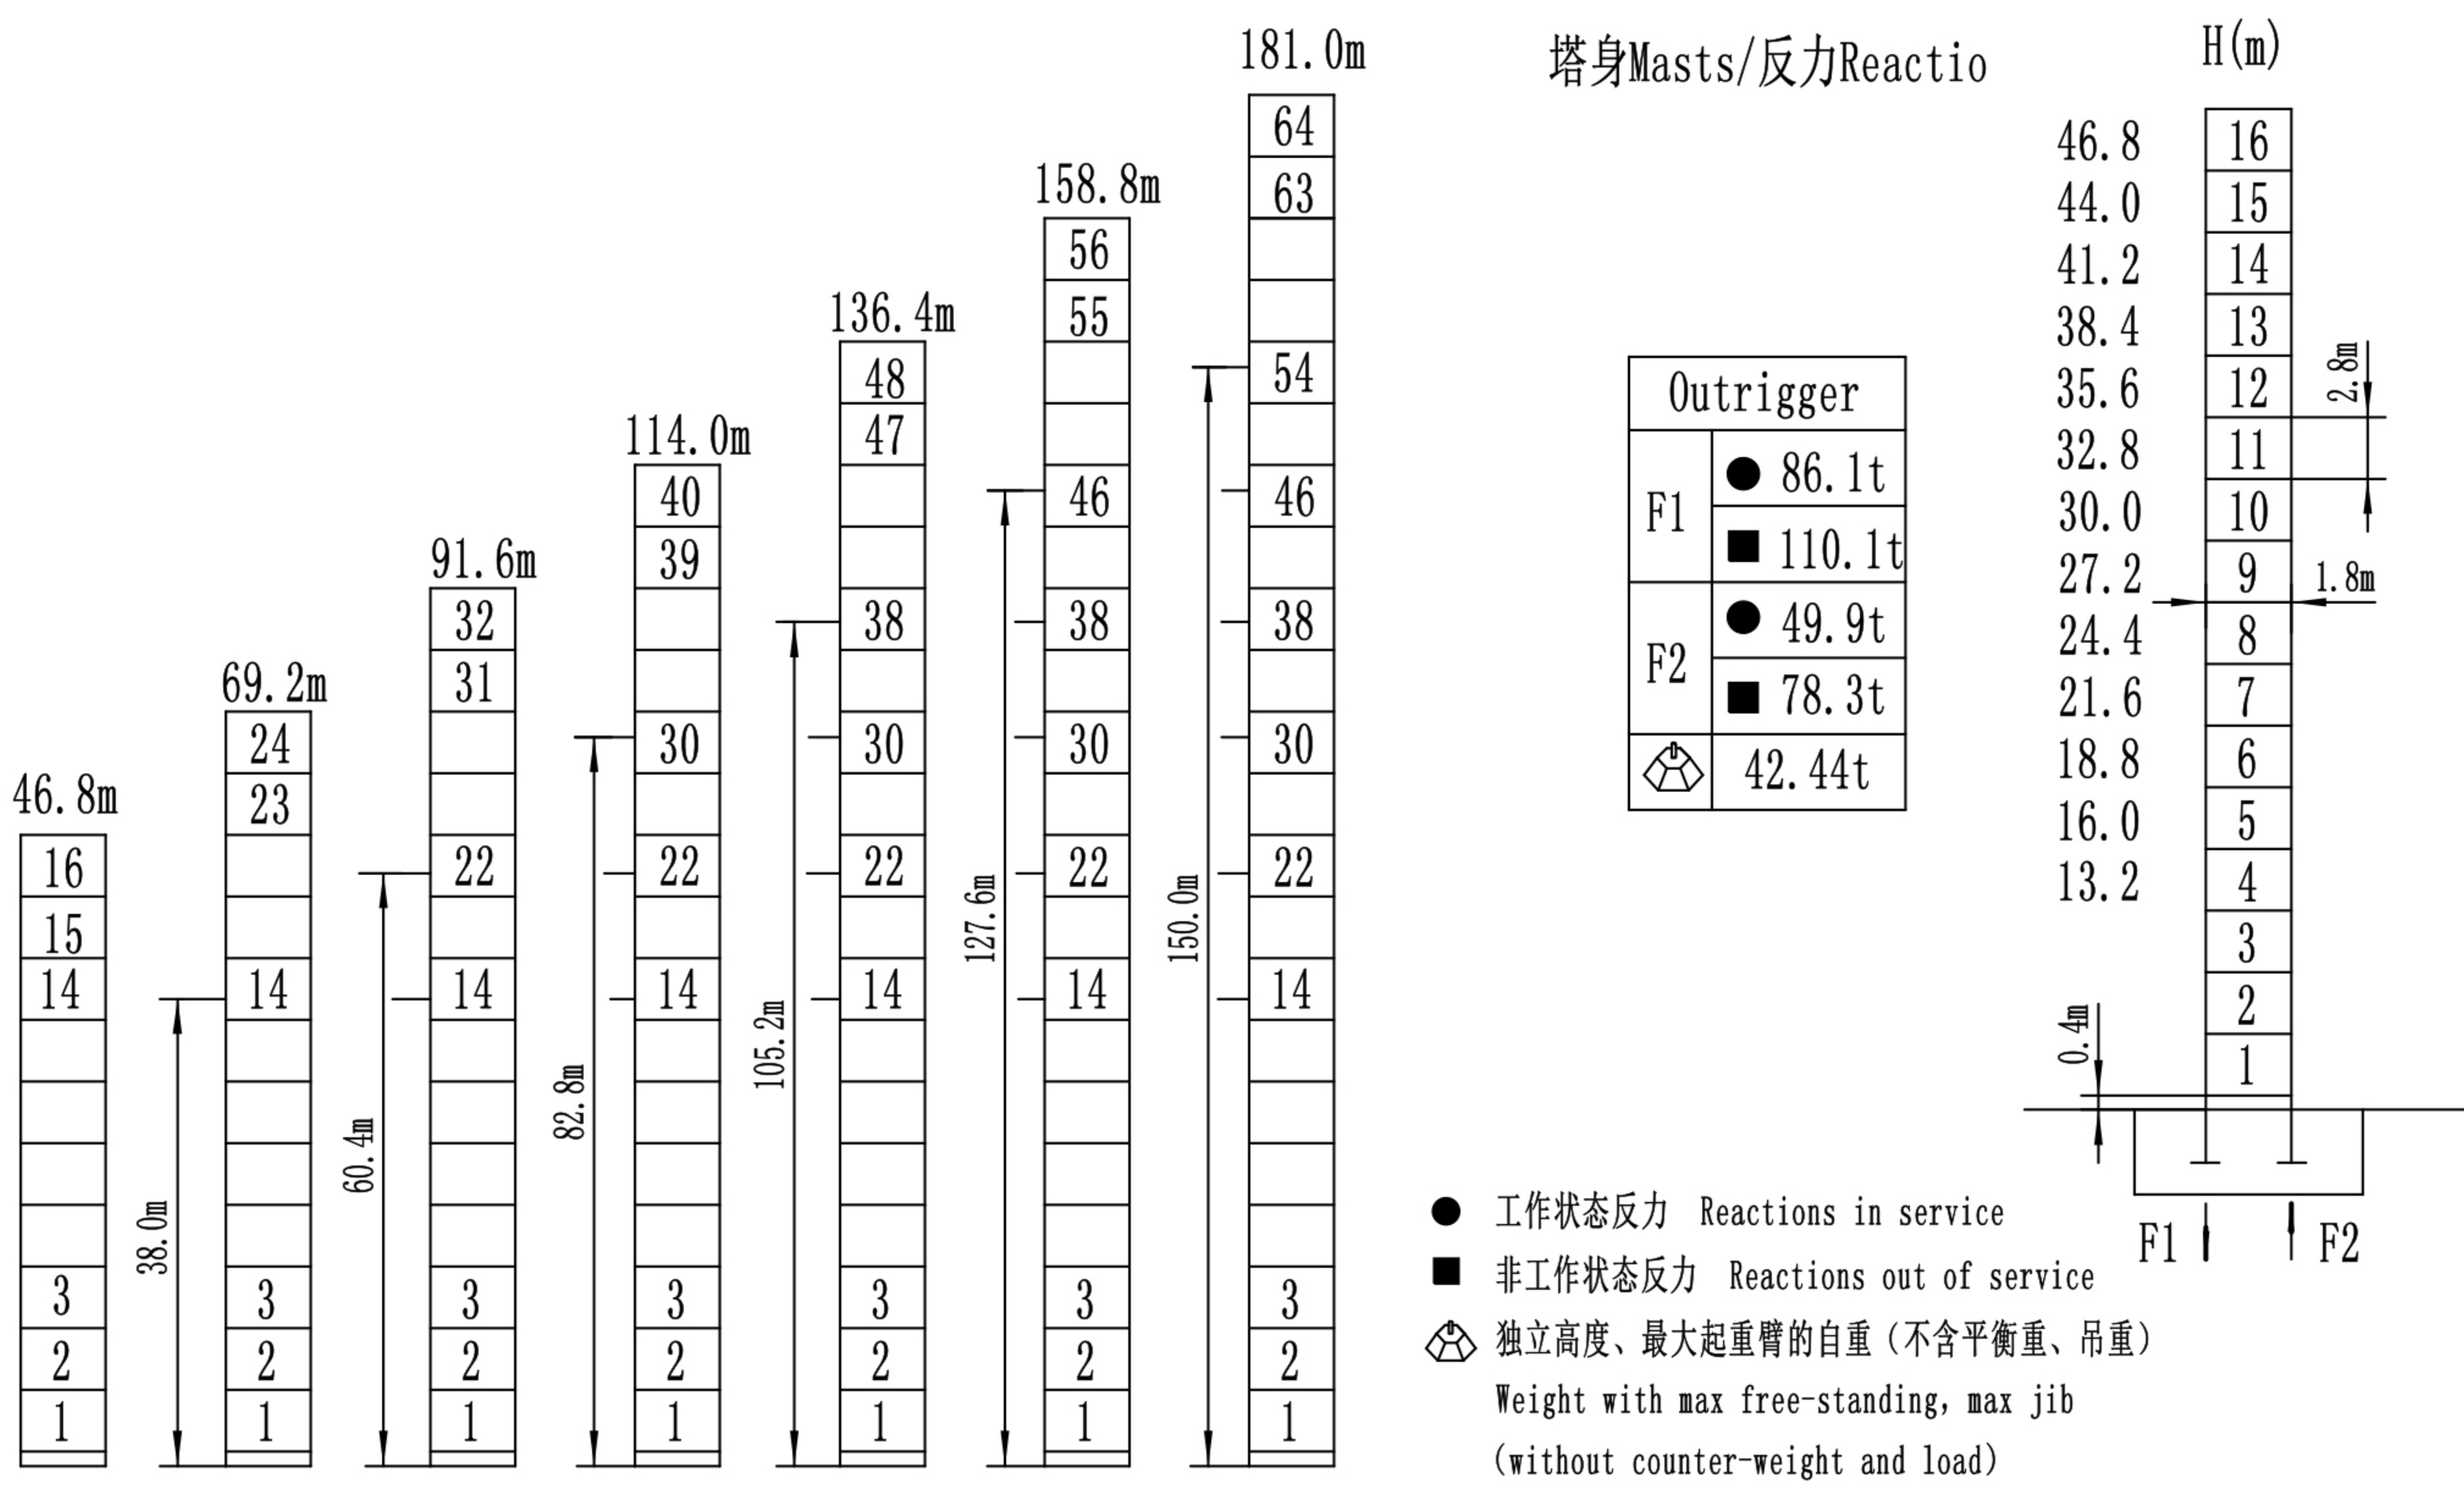 46.8m
16
15
14
3
2
1
69.2m
24
23
14
3
2
1
38.0m
91.6m
32
31
22
14
3
2
1
60.4m
114.0m
40
39
30
22
14
3
2
1
82.8m
136.4m
48
47
38
30
22
14
3
2
1
105.2m
158.8m
56
55
46
38
30
22
14
3
2
1
127.6m
181.0m
64
63
54
46
38
30
22
14
3
2
1
150.0m
塔身Masts/反力Reactio
Outrigger
F1
86.1t
110.1t
F2
49.9t
78.3t
42.44t
H(m)
46.8 16
44.0 15
41.2 14
38.4 13
35.6 12
32.8 11
30.0 10
27.2 9
24.4 8
21.6 7
18.8 6
16.0 5
13.2 4
3
2
1
2.8m
1.8m
0.4m
F1
F2
工作状态反力 Reactions in service
非工作状态反力 Reactions out of service
独立高度、最大起重臂的自重（不含平衡重、吊重）
Weight with max free-standing, max jib
(without counter-weight and load)